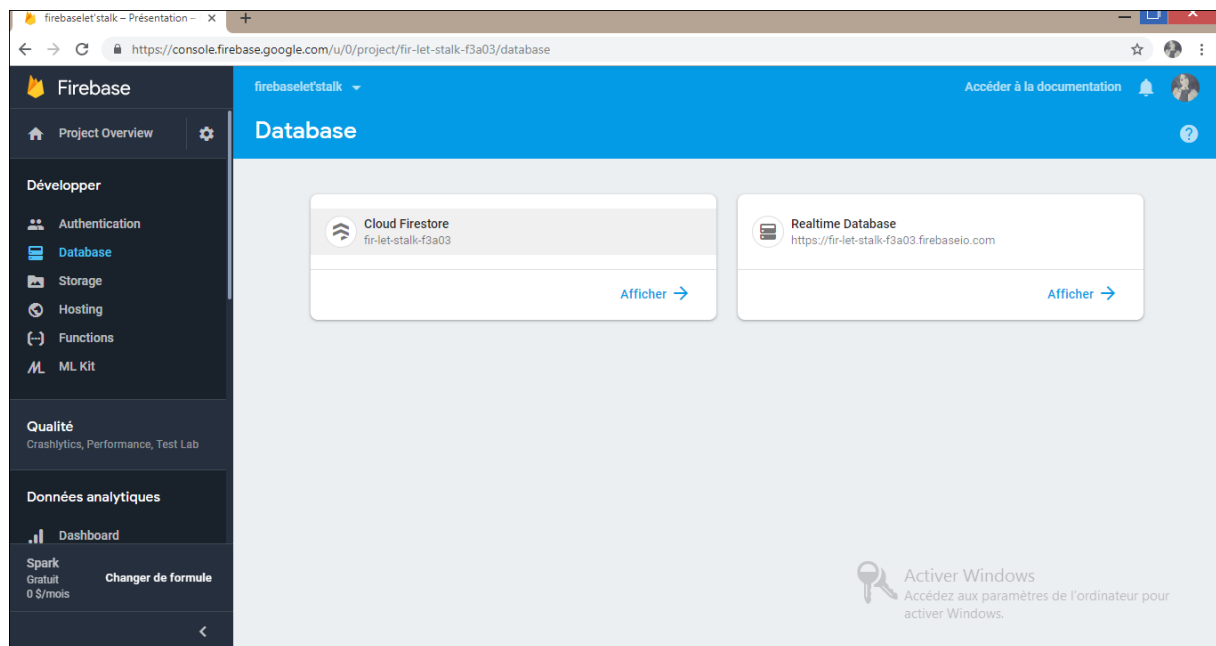 firebaselet'stalk – Présentation –
https://console.firebase.google.com/u/0/project/fir-let-stalk-f3a03/database
Firebase
firebaselet'stalk
Accéder à la documentation
Project Overview
Database
Développer
Authentication
Database
Storage
Hosting
Functions
ML Kit
Cloud Firestore
fir-let-stalk-f3a03
Afficher
Realtime Database
https://fir-let-stalk-f3a03.firebaseio.com
Afficher
Qualité
Crashlytics, Performance, Test Lab
Données analytiques
Dashboard
Spark
Gratuit
0 $/mois
Changer de formule
Activer Windows
Accédez aux paramètres de l'ordinateur pour
activer Windows.